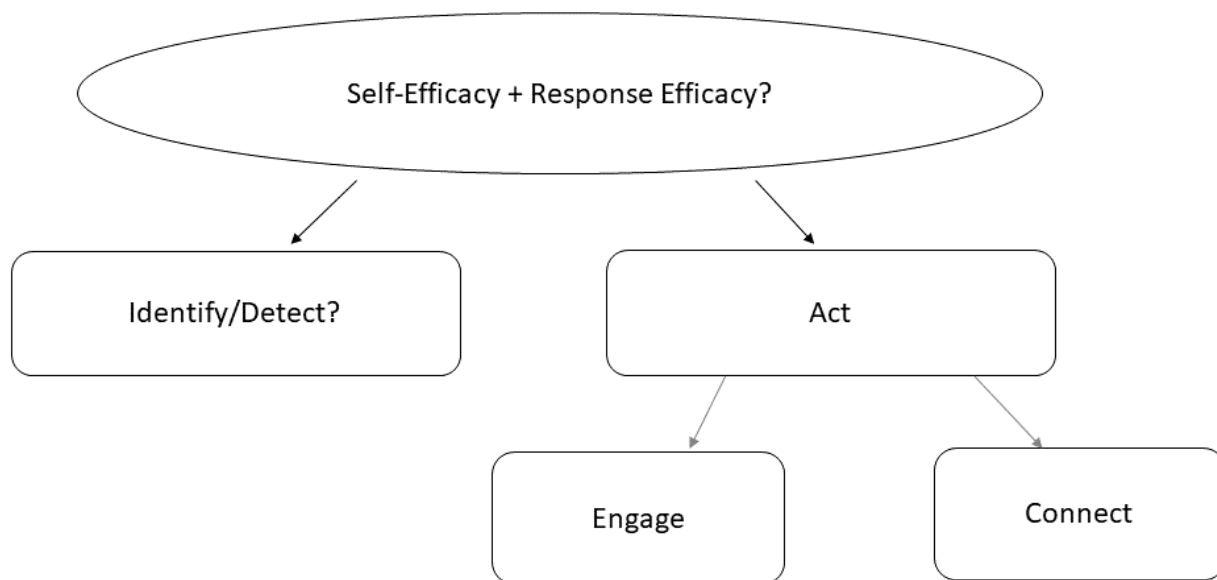 Self-Efficacy + Response Efficacy?
Identify/Detect?
Act
Engage
Connect